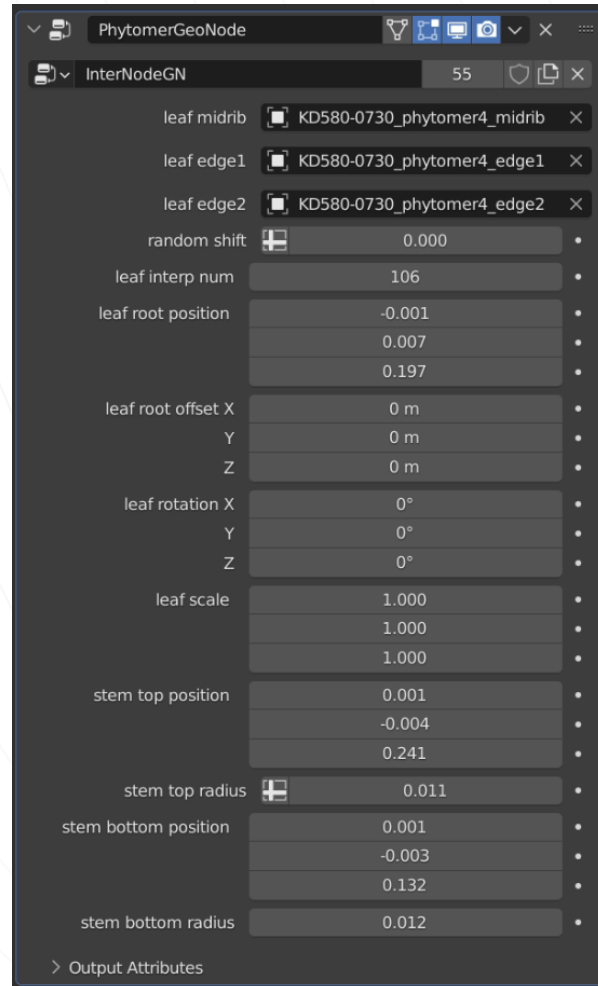 PhytomerGeoNode
InterNodeGN 55
leaf midrib KD580-0730_phytomer4_midrib
leaf edge1 KD580-0730_phytomer4_edge1
leaf edge2 KD580-0730_phytomer4_edge2
random shift 0.000
leaf interp num 106
leaf root position -0.001
0.007
0.197
leaf root offset X 0 m
Y 0 m
Z 0 m
leaf rotation X 0°
Y 0°
Z 0°
leaf scale 1.000
1.000
1.000
stem top position 0.001
-0.004
0.241
stem top radius 0.011
stem bottom position 0.001
-0.003
0.132
stem bottom radius 0.012
Output Attributes